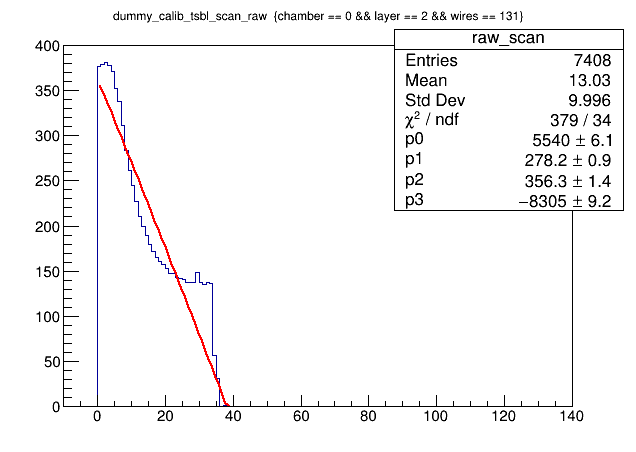 dummy_calib_tsbl_scan_raw {chamber == 0 && layer == 2 && wires == 131}
raw_scan
Entries 7408
Mean 13.03
Std Dev 9.996
χ² / ndf 379 / 34
p0 5540 ± 6.1
p1 278.2 ± 0.9
p2 356.3 ± 1.4
p3 −8305 ± 9.2
400
350
300
250
200
150
100
50
0
0 20 40 60 80 100 120 140